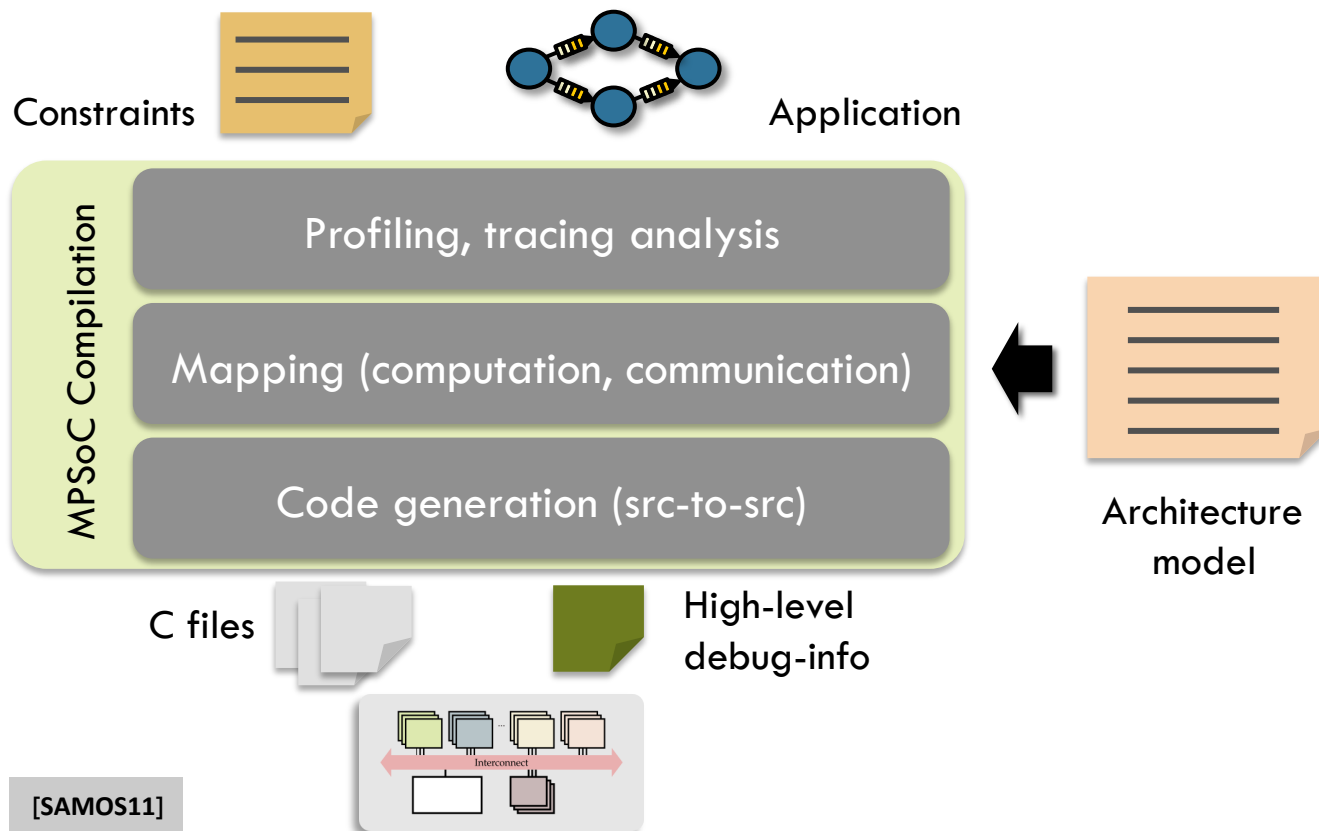 Constraints
Application
MPSoC Compilation
Profiling, tracing analysis
Mapping (computation, communication)
Code generation (src-to-src)
Architecture
model
C files
High-level
debug-info
...
Interconnect
[SAMOS11]